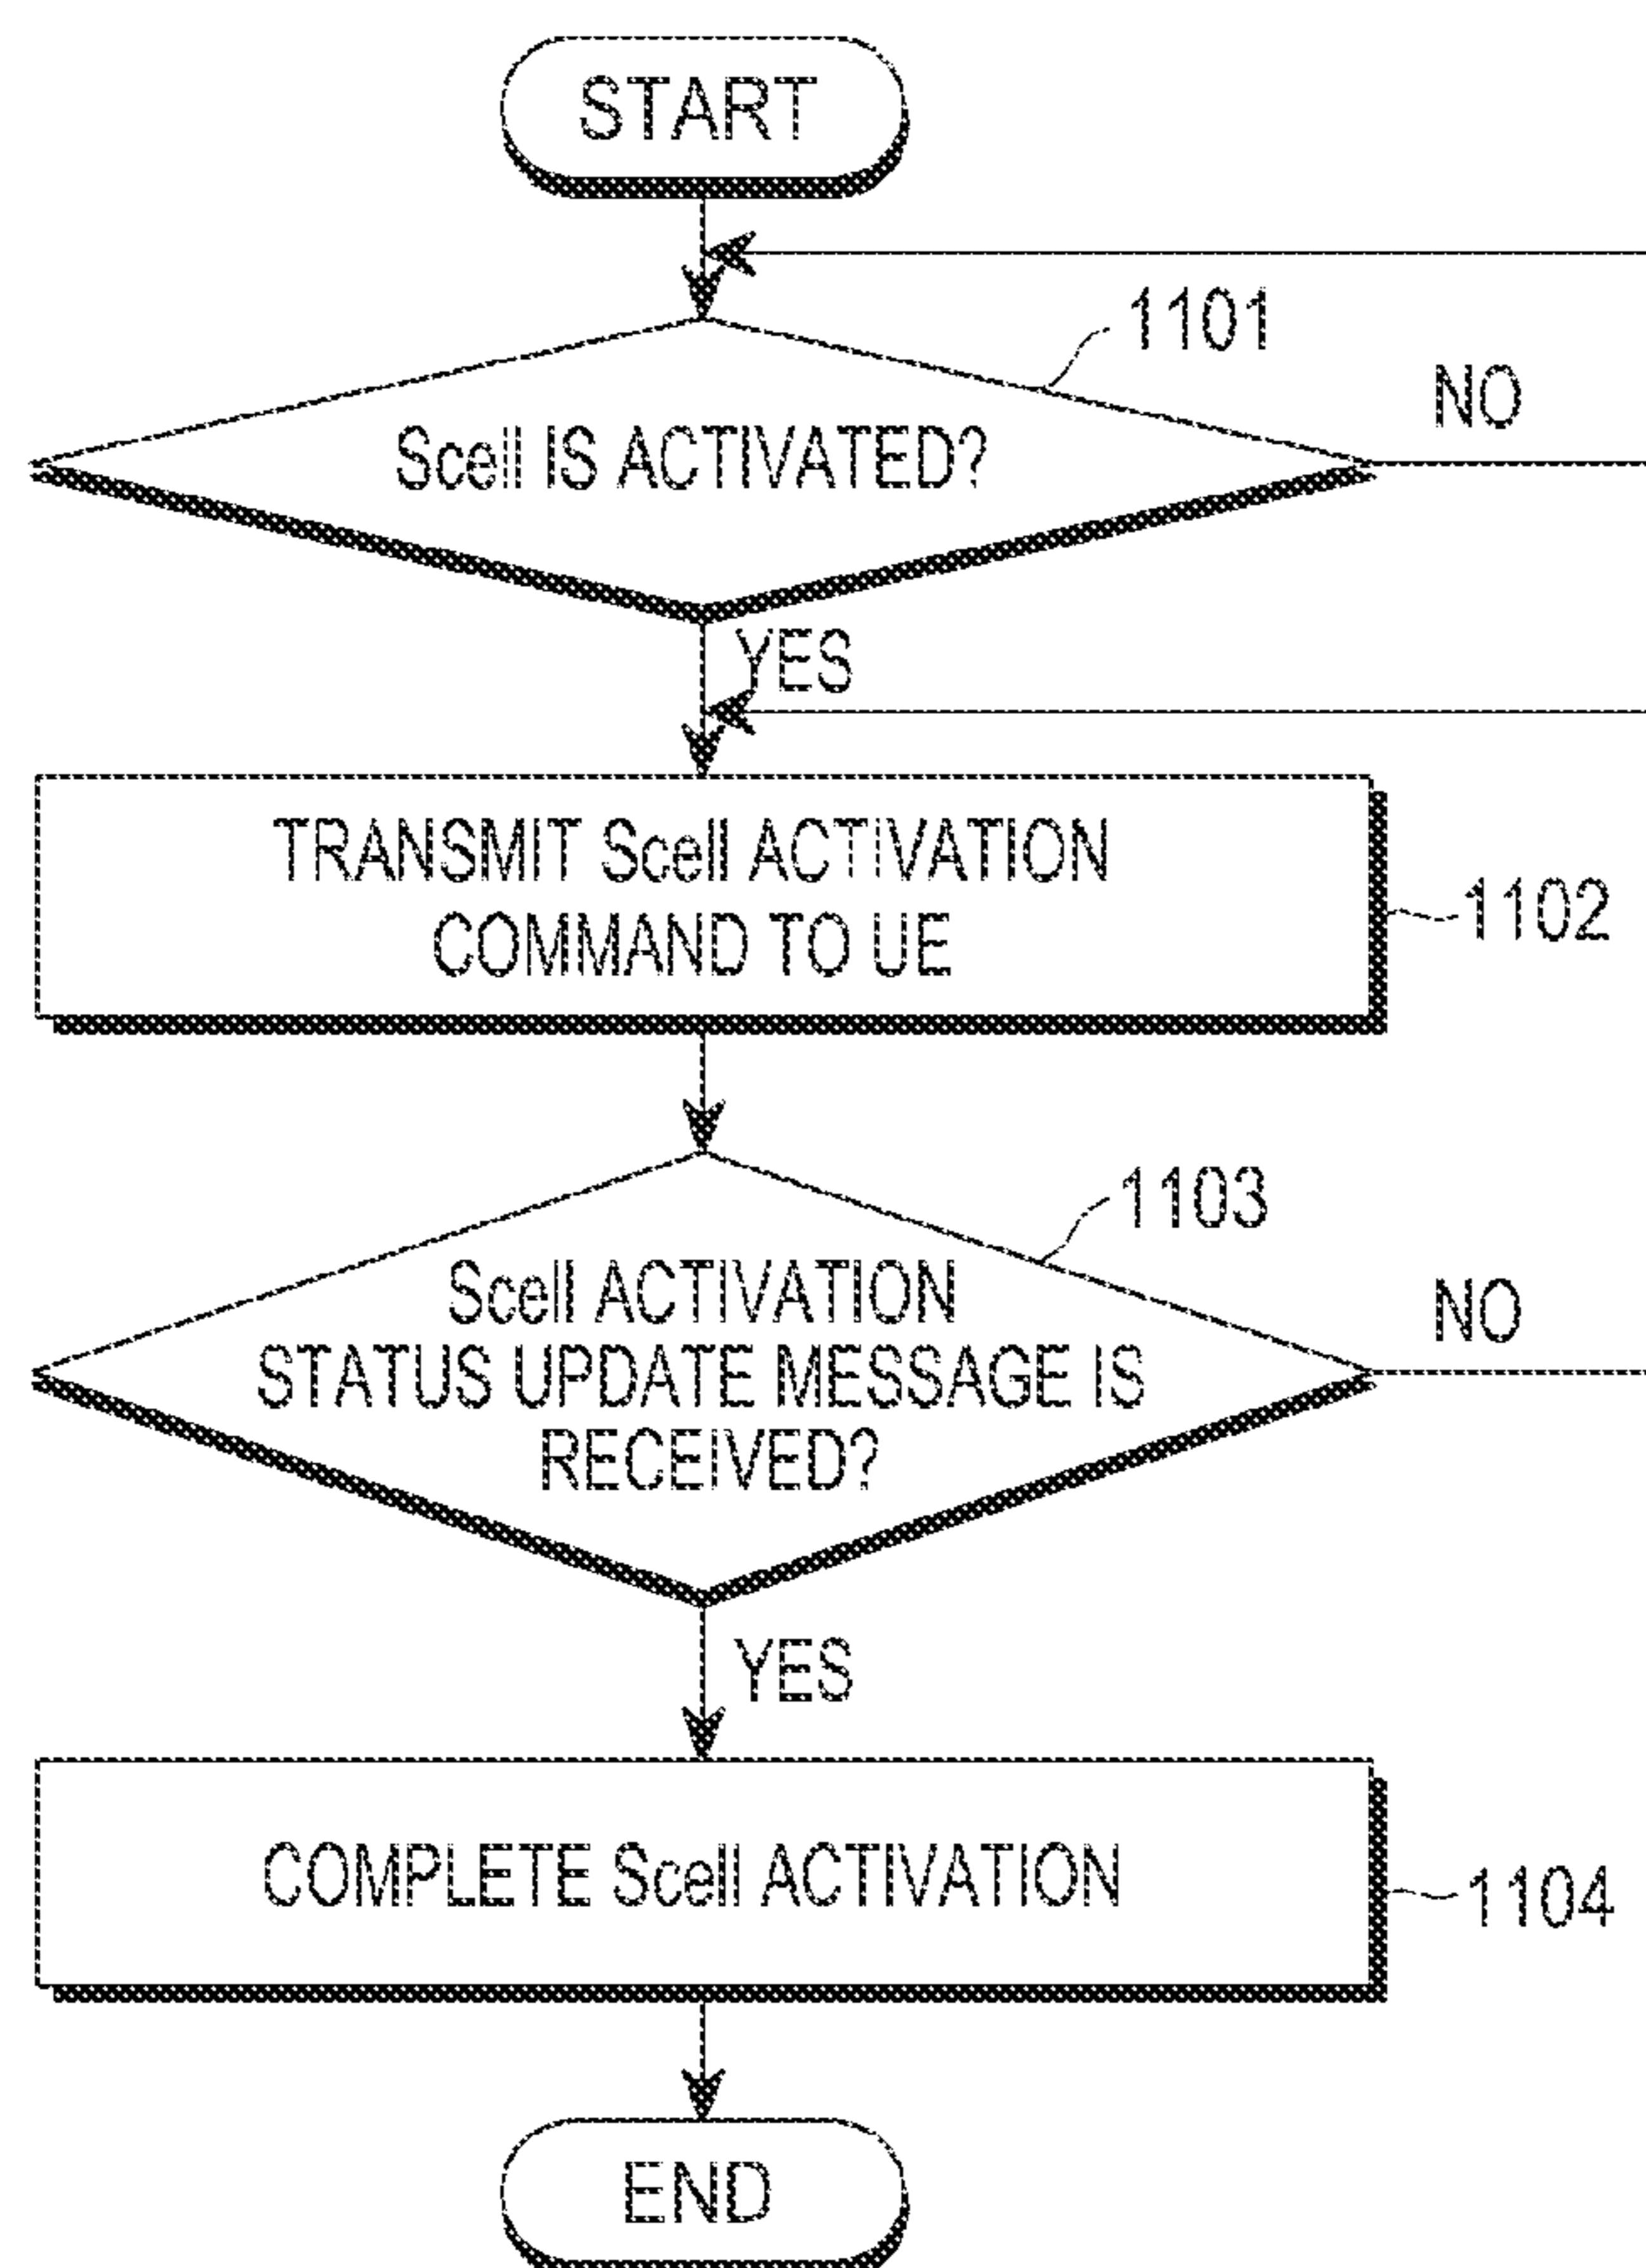 START
1101
NO
Scell IS ACTIVATED?
YES
TRANSMIT Scell ACTIVATION
COMMAND TO UE
1102
1103
NO
Scell ACTIVATION
STATUS UPDATE MESSAGE IS
RECEIVED?
YES
COMPLETE Scell ACTIVATION
1104
END